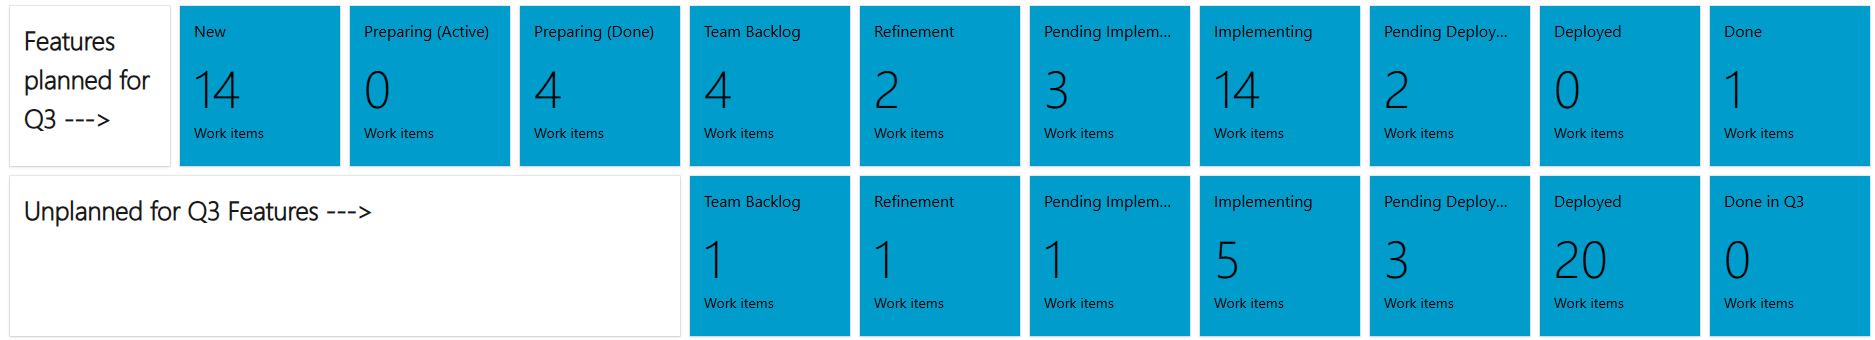 Features
planned for
Q3 --->
New
14
Work items
Preparing (Active)
0
Work items
Preparing (Done)
4
Work items
Team Backlog
4
Work items
Refinement
2
Work items
Pending Implem...
3
Work items
Implementing
14
Work items
Pending Deploy...
2
Work items
Deployed
0
Work items
Done
1
Work items
Unplanned for Q3 Features --->
Team Backlog
1
Work items
Refinement
1
Work items
Pending Implem...
1
Work items
Implementing
5
Work items
Pending Deploy...
3
Work items
Deployed
20
Work items
Done in Q3
0
Work items